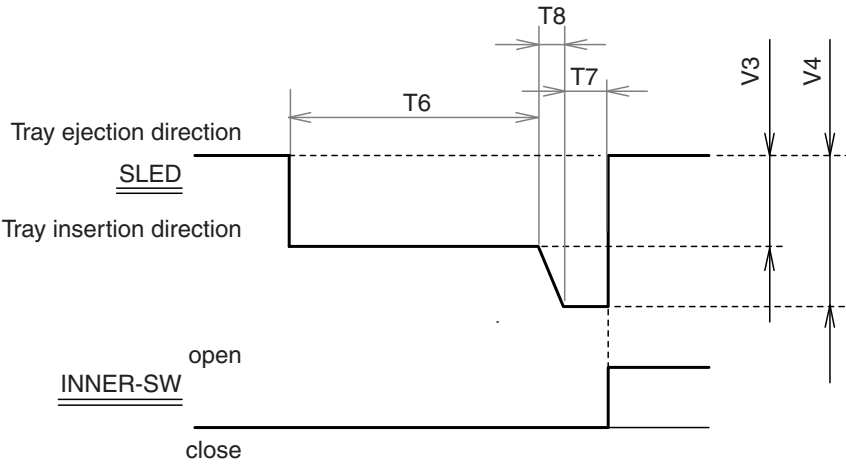 T8
T7
V3
V4
T6
Tray ejection direction
SLED
Tray insertion direction
open
INNER-SW
close